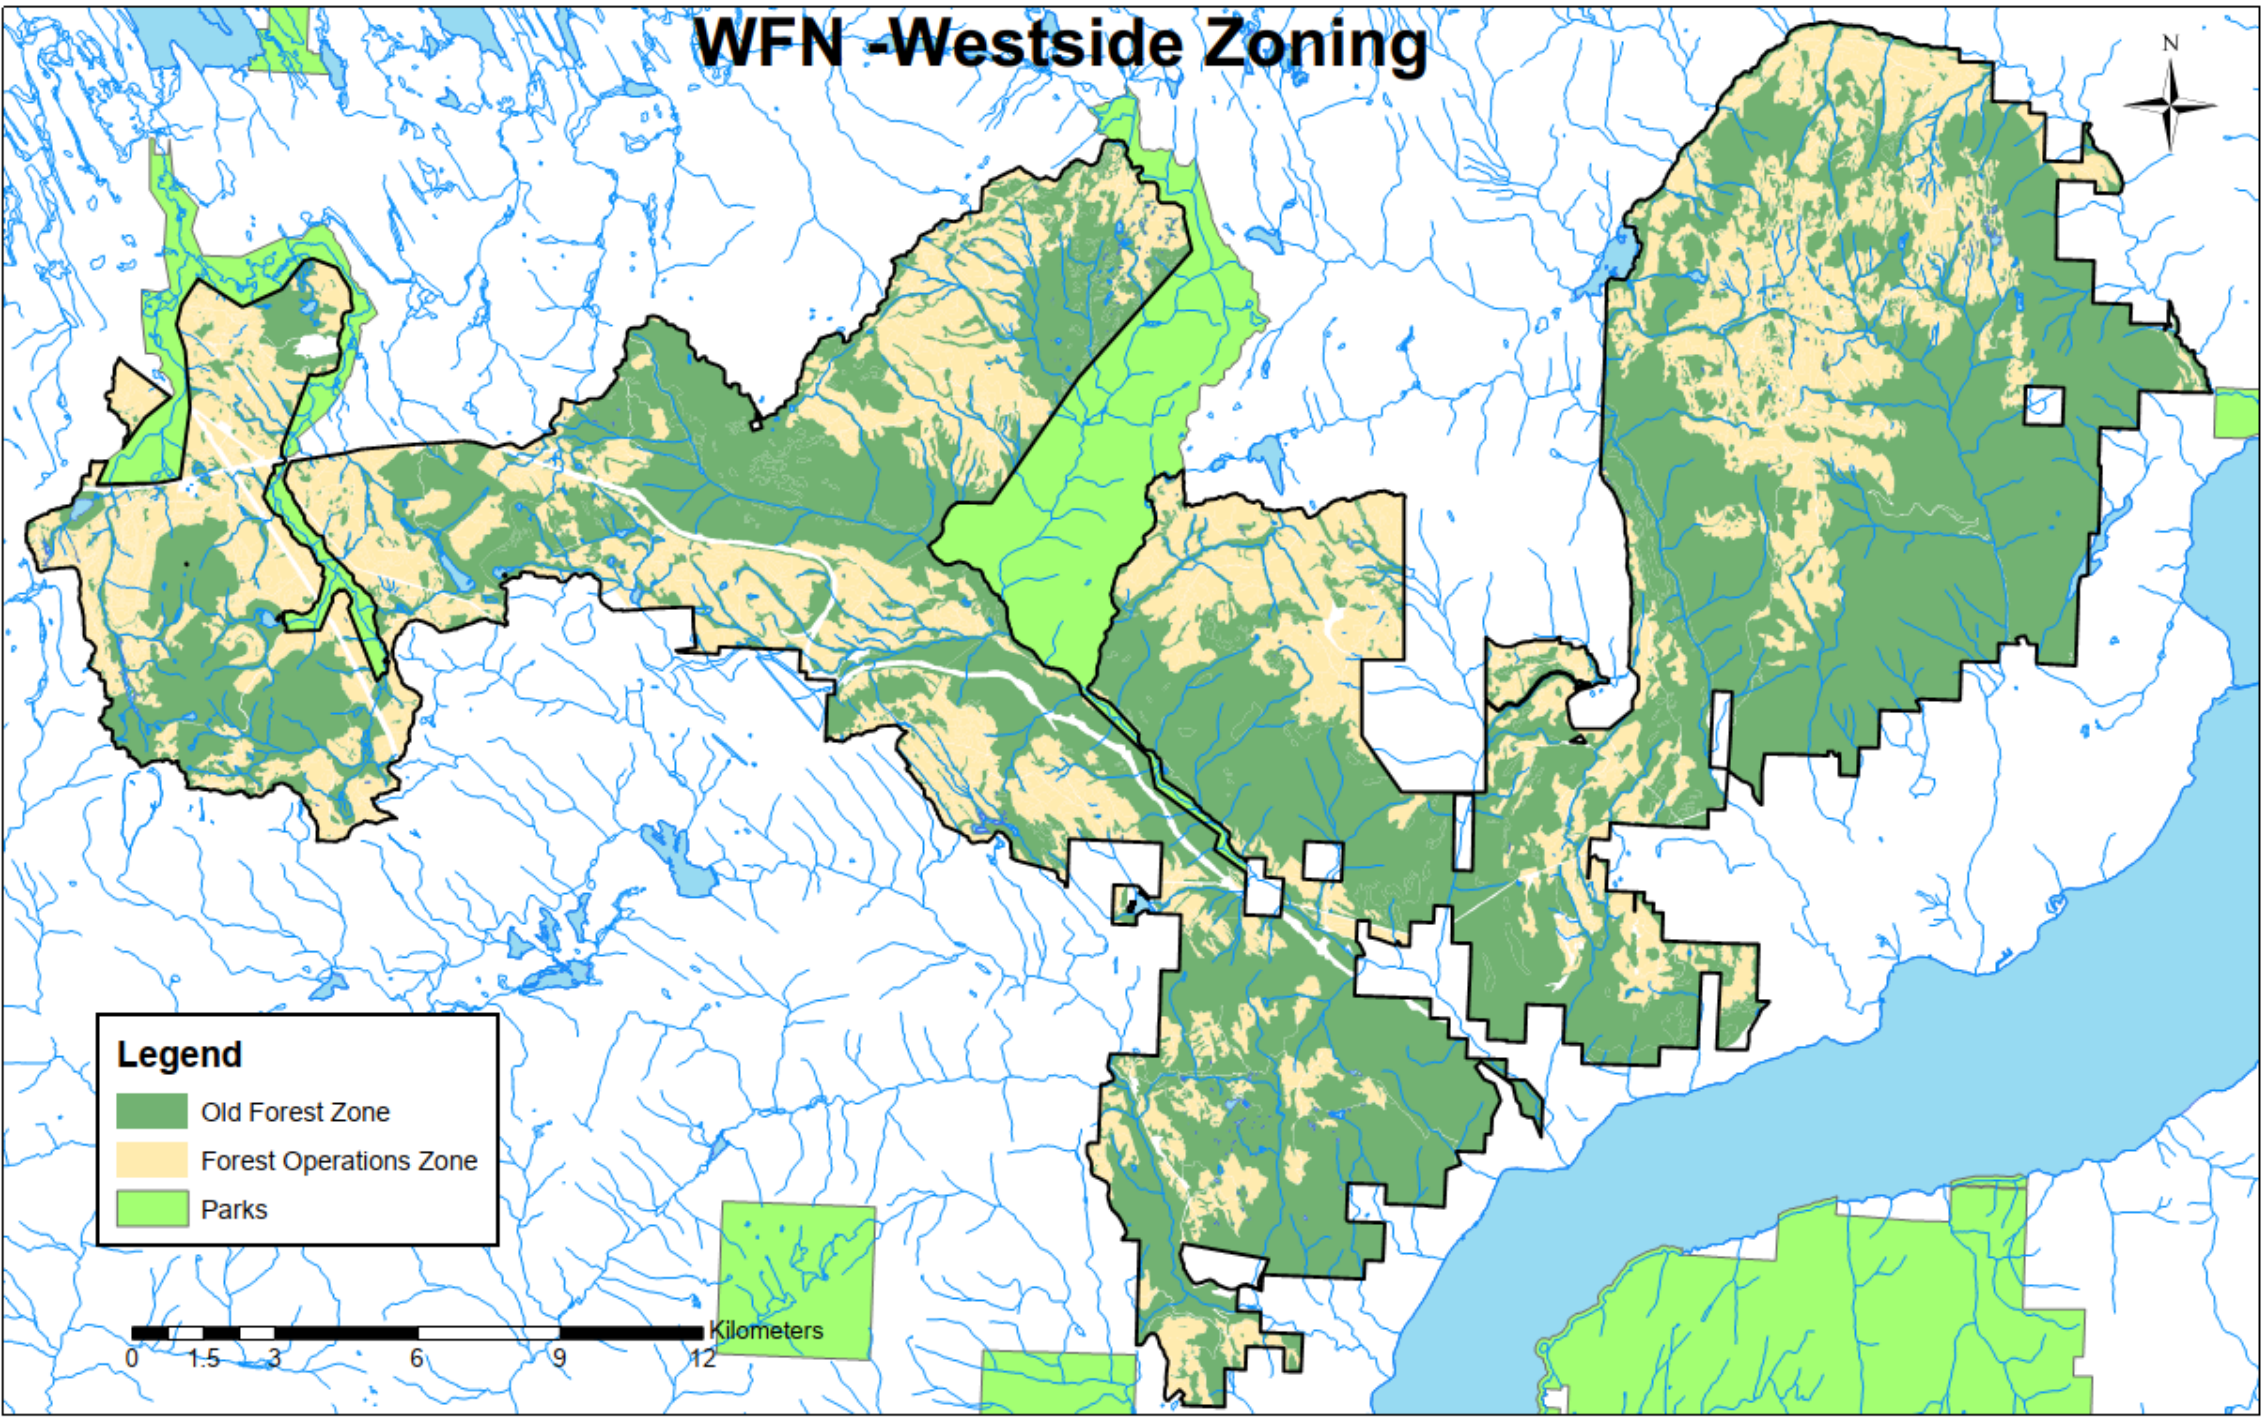 WFN -Westside Zoning
N
Legend
Old Forest Zone
Forest Operations Zone
Parks
Kilometers
0 1.5 3 6 9 12